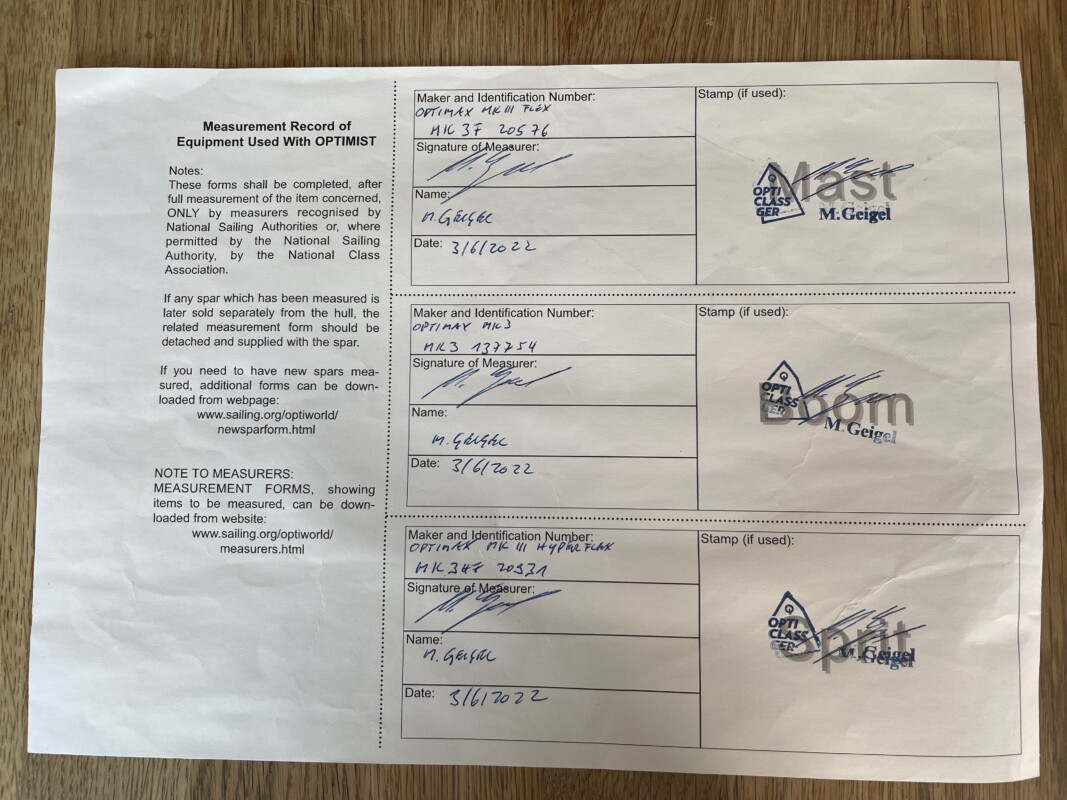 Measurement Record of
Equipment Used With OPTIMIST
Notes:
These forms shall be completed, after
full measurement of the item concerned,
ONLY by measurers recognised by
National Sailing Authorities or, where
permitted by the National Sailing
Authority, by the National Class
Association.
If any spar which has been measured is
later sold separately from the hull, the
related measurement form should be
detached and supplied with the spar.
If you need to have new spars mea-
sured, additional forms can be down-
loaded from webpage:
www.sailing.org/optiworld/
newsparform.html
NOTE TO MEASURERS:
MEASUREMENT FORMS, showing
items to be measured, can be down-
loaded from website:
www.sailing.org/optiworld/
measurers.html
Maker and Identification Number:
OPTIMAX MK III FLEX
MK 3F 20576
Signature of Measurer:
Name:
M. GEIGEL
Date: 3/6/2022
Stamp (if used):
Mast
OPTI
CLASS
GER
M. Geigel
Maker and Identification Number:
OPTIMAX MK3
MK3 137754
Signature of Measurer:
Name:
M. GEIGEL
Date: 3/6/2022
Stamp (if used):
Boom
OPTI
CLASS
GER
M. Geigel
Maker and Identification Number:
OPTIMAX MK III HYPERFLEX
MK3HF 20531
Signature of Measurer:
Name:
M. GEIGEL
Date: 3/6/2022
Stamp (if used):
Sprit
OPTI
CLASS
GER
M. Geigel